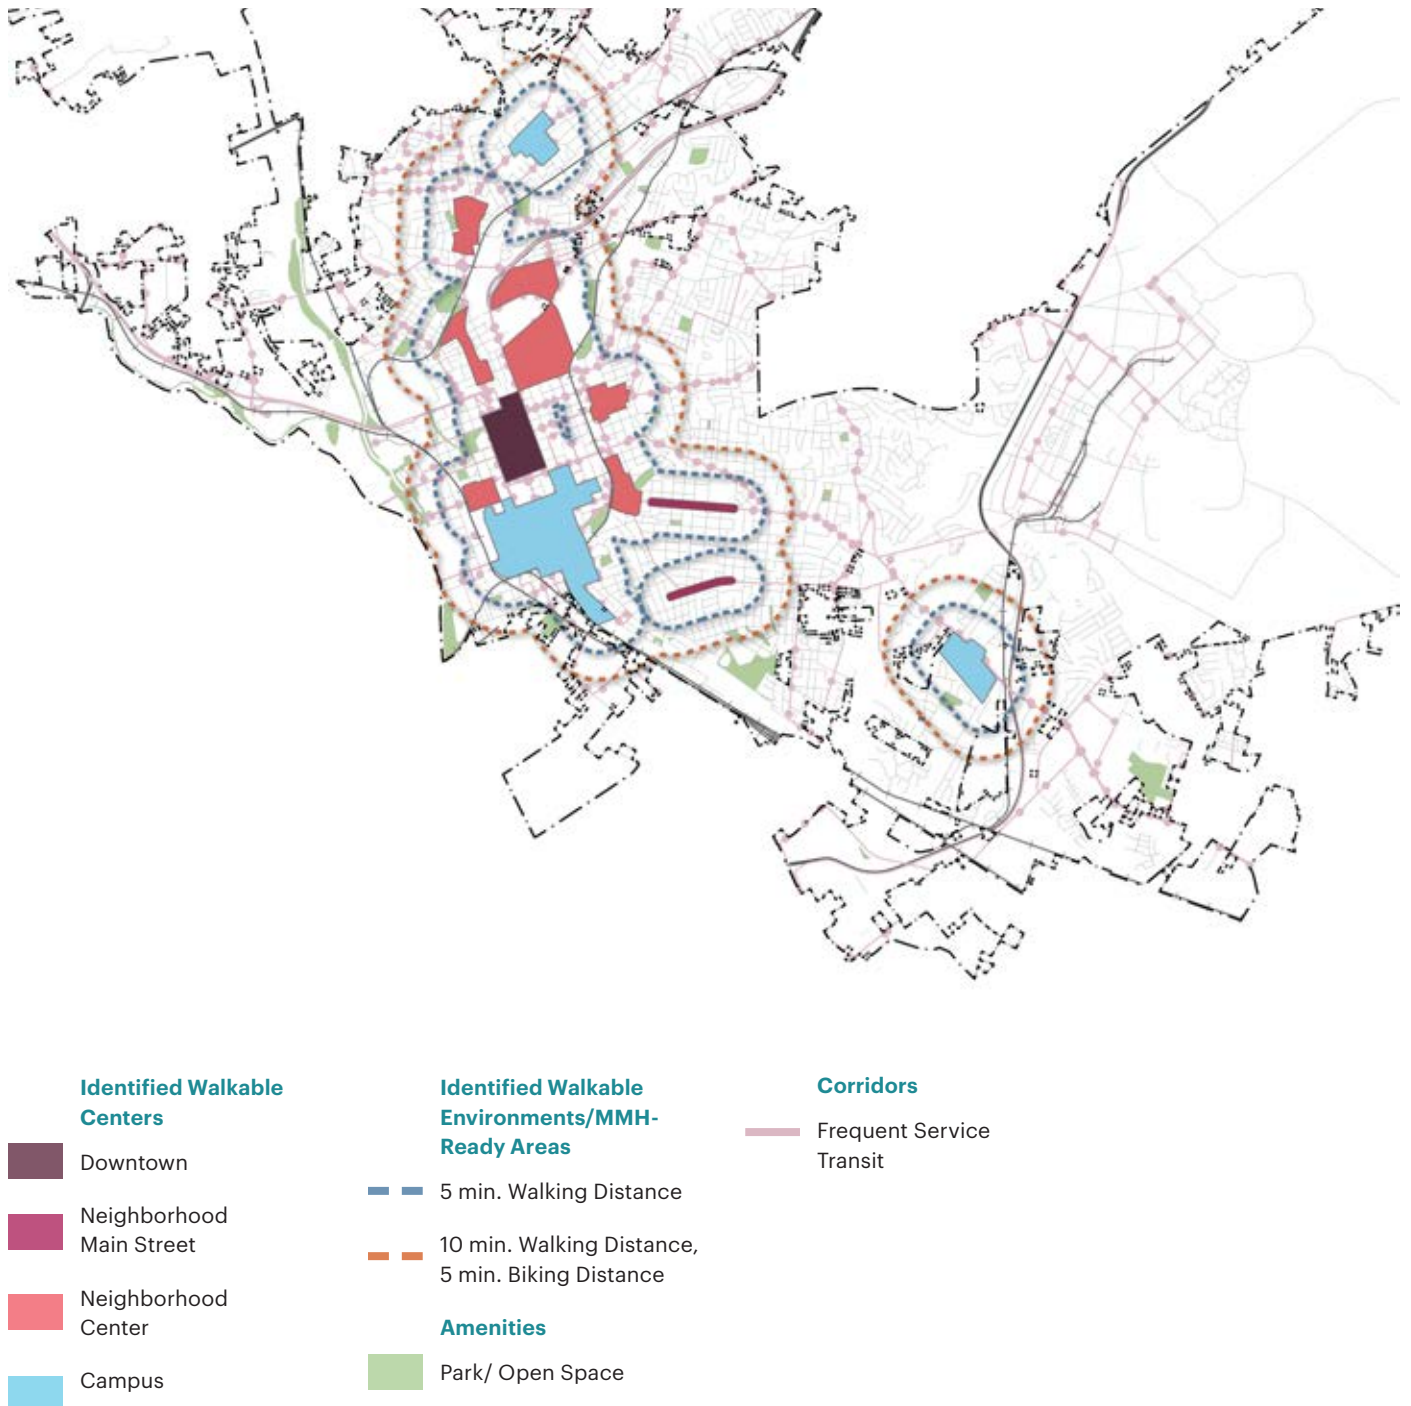 Identified Walkable
Centers
Downtown
Neighborhood
Main Street
Neighborhood
Center
Campus
Identified Walkable
Environments/MMH-
Ready Areas
5 min. Walking Distance
10 min. Walking Distance,
5 min. Biking Distance
Amenities
Park/ Open Space
Corridors
Frequent Service
Transit